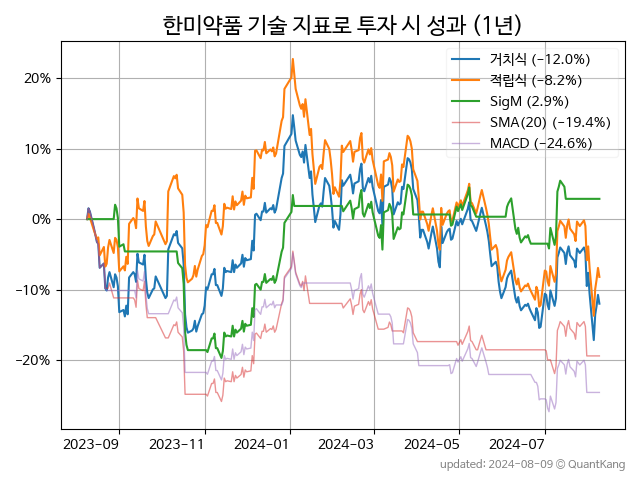 한미약품 기술 지표로 투자 시 성과 (1년)
거치식 (−12.0%)
적립식 (−8.2%)
SigM (2.9%)
SMA(20) (−19.4%)
MACD (−24.6%)
20%
10%
0%
−10%
−20%
2023-09 2023-11 2024-01 2024-03 2024-05 2024-07
updated: 2024-08-09 © QuantKang